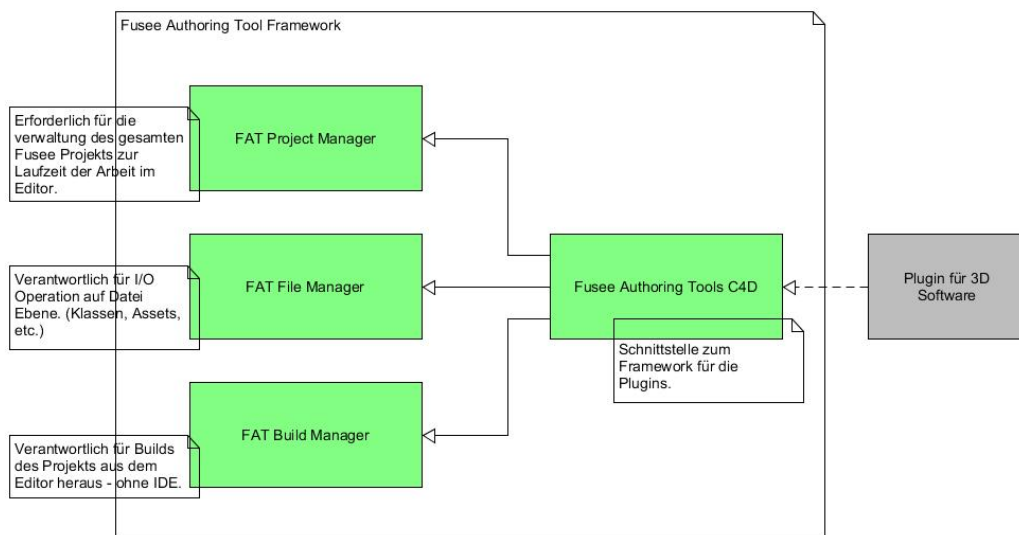 Fusee Authoring Tool Framework
Erforderlich für die
verwaltung des gesamten
Fusee Projekts zur
Laufzeit der Arbeit im
Editor.
FAT Project Manager
Verantwortlich für I/O
Operation auf Datei
Ebene. (Klassen, Assets,
etc.)
FAT File Manager
Fusee Authoring Tools C4D
Plugin für 3D
Software
Schnittstelle zum
Framework für die
Plugins.
FAT Build Manager
Verantwortlich für Builds
des Projekts aus dem
Editor heraus - ohne IDE.